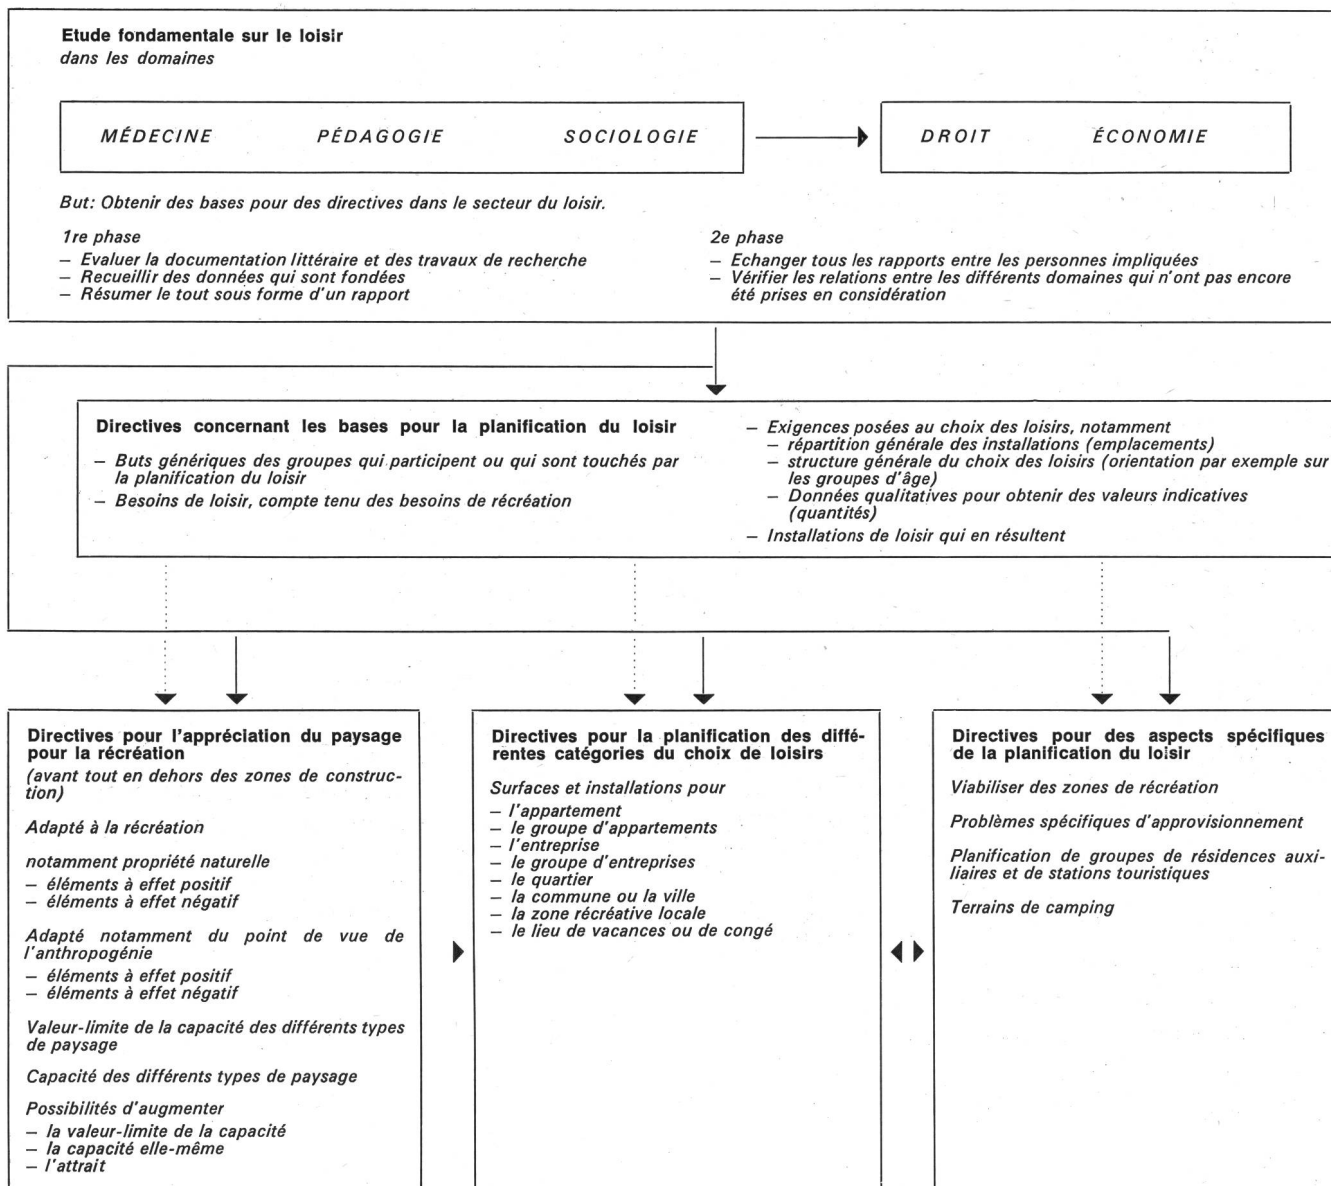 Etude fondamentale sur le loisir
dans les domaines
MÉDECINE PÉDAGOGIE SOCIOLOGIE
DROIT ÉCONOMIE
But: Obtenir des bases pour des directives dans le secteur du loisir.
1re phase
— Evaluer la documentation littéraire et des travaux de recherche
— Recueillir des données qui sont fondées
— Résumer le tout sous forme d'un rapport
2e phase
— Echanger tous les rapports entre les personnes impliquées
— Vérifier les relations entre les différents domaines qui n'ont pas encore
été prises en considération
Directives concernant les bases pour la planification du loisir
— Buts génériques des groupes qui participent ou qui sont touchés par
la planification du loisir
— Besoins de loisir, compte tenu des besoins de récréation
— Exigences posées au choix des loisirs, notamment
— répartition générale des installations (emplacements)
— structure générale du choix des loisirs (orientation par exemple sur
les groupes d'âge)
— Données qualitatives pour obtenir des valeurs indicatives
(quantités)
— Installations de loisir qui en résultent
Directives pour l'appréciation du paysage
pour la récréation
(avant tout en dehors des zones de construc-
tion)
Adapté à la récréation
notamment propriété naturelle
— éléments à effet positif
— éléments à effet négatif
Adapté notamment du point de vue de
l'anthropogénie
— éléments à effet positif
— éléments à effet négatif
Valeur-limite de la capacité des différents types
de paysage
Capacité des différents types de paysage
Possibilités d'augmenter
— la valeur-limite de la capacité
— la capacité elle-même
— l'attrait
Directives pour la planification des diffé-
rentes catégories du choix de loisirs
Surfaces et installations pour
— l'appartement
— le groupe d'appartements
— l'entreprise
— le groupe d'entreprises
— le quartier
— la commune ou la ville
— la zone récréative locale
— le lieu de vacances ou de congé
Directives pour des aspects spécifiques
de la planification du loisir
Viabiliser des zones de récréation
Problèmes spécifiques d'approvisionnement
Planification de groupes de résidences auxi-
liaires et de stations touristiques
Terrains de camping